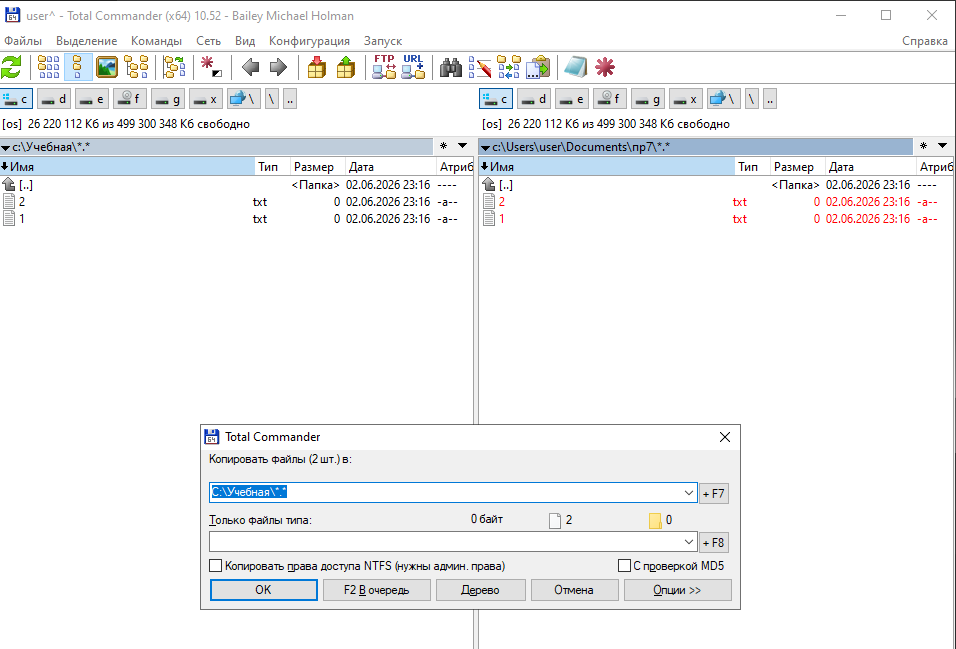 user^ - Total Commander (x64) 10.52 - Bailey Michael Holman
Файлы Выделение Команды Сеть Вид Конфигурация Запуск Справка
FTP URL
c d e f g x \ \ ..
c d e f g x \ \ ..
[os] 26 220 112 Кб из 499 300 348 Кб свободно
[os] 26 220 112 Кб из 499 300 348 Кб свободно
c:\Учебная\*.* * 
c:\Users\user\Documents\пр7\*.* *
Имя Тип Размер Дата Атриб
[..] <Папка> 02.06.2026 23:16 ----
2 txt 0 02.06.2026 23:16 -a--
1 txt 0 02.06.2026 23:16 -a--
Имя Тип Размер Дата Атриб
[..] <Папка> 02.06.2026 23:16 ----
2 txt 0 02.06.2026 23:16 -a--
1 txt 0 02.06.2026 23:16 -a--
64 Total Commander
Копировать файлы (2 шт.) в:
C:\Учебная\*.* + F7
Только файлы типа: 0 байт 2 0
+ F8
Копировать права доступа NTFS (нужны админ. права) С проверкой MD5
OK F2 В очередь Дерево Отмена Опции >>